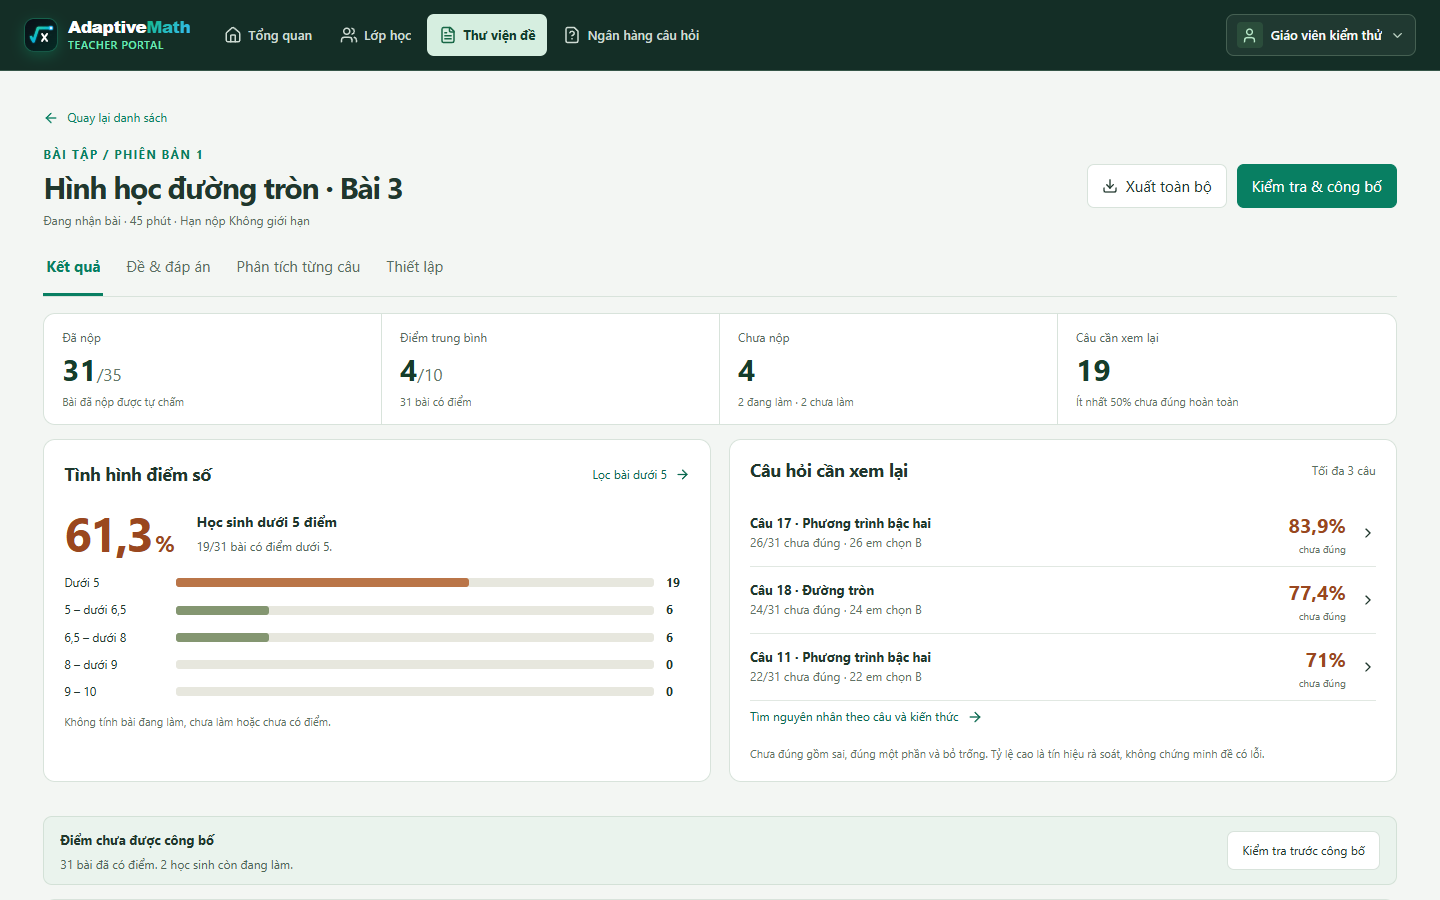 AdaptiveMath
TEACHER PORTAL
Tổng quan
Lớp học
Thư viện đề
Ngân hàng câu hỏi
Giáo viên kiểm thử
Quay lại danh sách
BÀI TẬP / PHIÊN BẢN 1
Hình học đường tròn · Bài 3
Đang nhận bài · 45 phút · Hạn nộp Không giới hạn
Xuất toàn bộ
Kiểm tra & công bố
Kết quả
Đề & đáp án
Phân tích từng câu
Thiết lập
Đã nộp
31/35
Bài đã nộp được tự chấm
Điểm trung bình
4/10
31 bài có điểm
Chưa nộp
4
2 đang làm · 2 chưa làm
Câu cần xem lại
19
Ít nhất 50% chưa đúng hoàn toàn
Tình hình điểm số
Lọc bài dưới 5
61,3%
Học sinh dưới 5 điểm
19/31 bài có điểm dưới 5.
Dưới 5 19
5 – dưới 6,5 6
6,5 – dưới 8 6
8 – dưới 9 0
9 – 10 0
Không tính bài đang làm, chưa làm hoặc chưa có điểm.
Câu hỏi cần xem lại
Tối đa 3 câu
Câu 17 · Phương trình bậc hai
26/31 chưa đúng · 26 em chọn B
83,9%
chưa đúng
Câu 18 · Đường tròn
24/31 chưa đúng · 24 em chọn B
77,4%
chưa đúng
Câu 11 · Phương trình bậc hai
22/31 chưa đúng · 22 em chọn B
71%
chưa đúng
Tìm nguyên nhân theo câu và kiến thức
Chưa đúng gồm sai, đúng một phần và bỏ trống. Tỷ lệ cao là tín hiệu rà soát, không chứng minh đề có lỗi.
Điểm chưa được công bố
31 bài đã có điểm. 2 học sinh còn đang làm.
Kiểm tra trước công bố